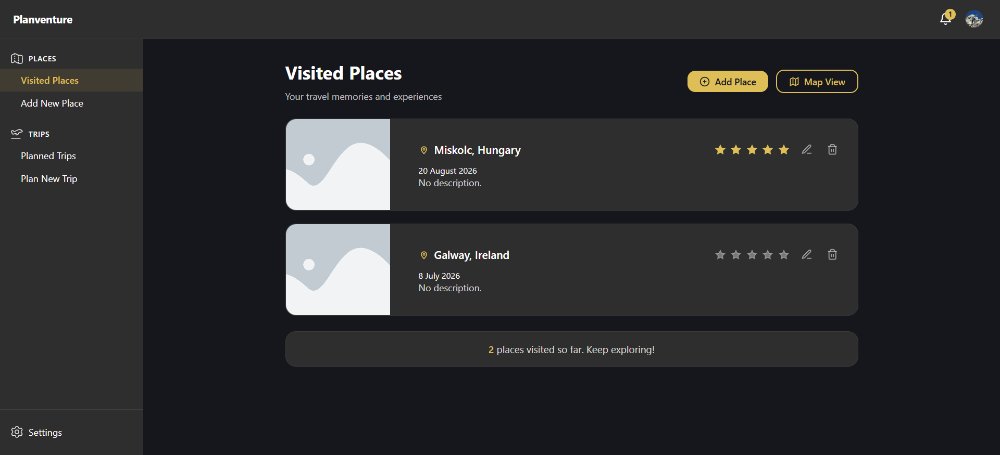 Planventure
1
PLACES
Visited Places
Add New Place
TRIPS
Planned Trips
Plan New Trip
Settings
Visited Places
Your travel memories and experiences
Add Place
Map View
Miskolc, Hungary
20 August 2026
No description.
Galway, Ireland
8 July 2026
No description.
2 places visited so far. Keep exploring!